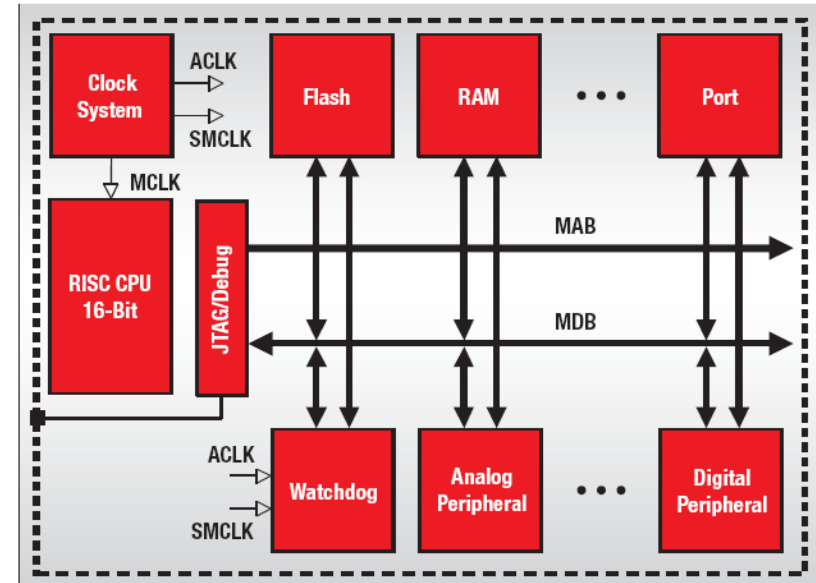 Clock
System
ACLK
SMCLK
MCLK
Flash
RAM
Port
RISC CPU
16-Bit
JTAG/Debug
MAB
MDB
ACLK
SMCLK
Watchdog
Analog
Peripheral
Digital
Peripheral